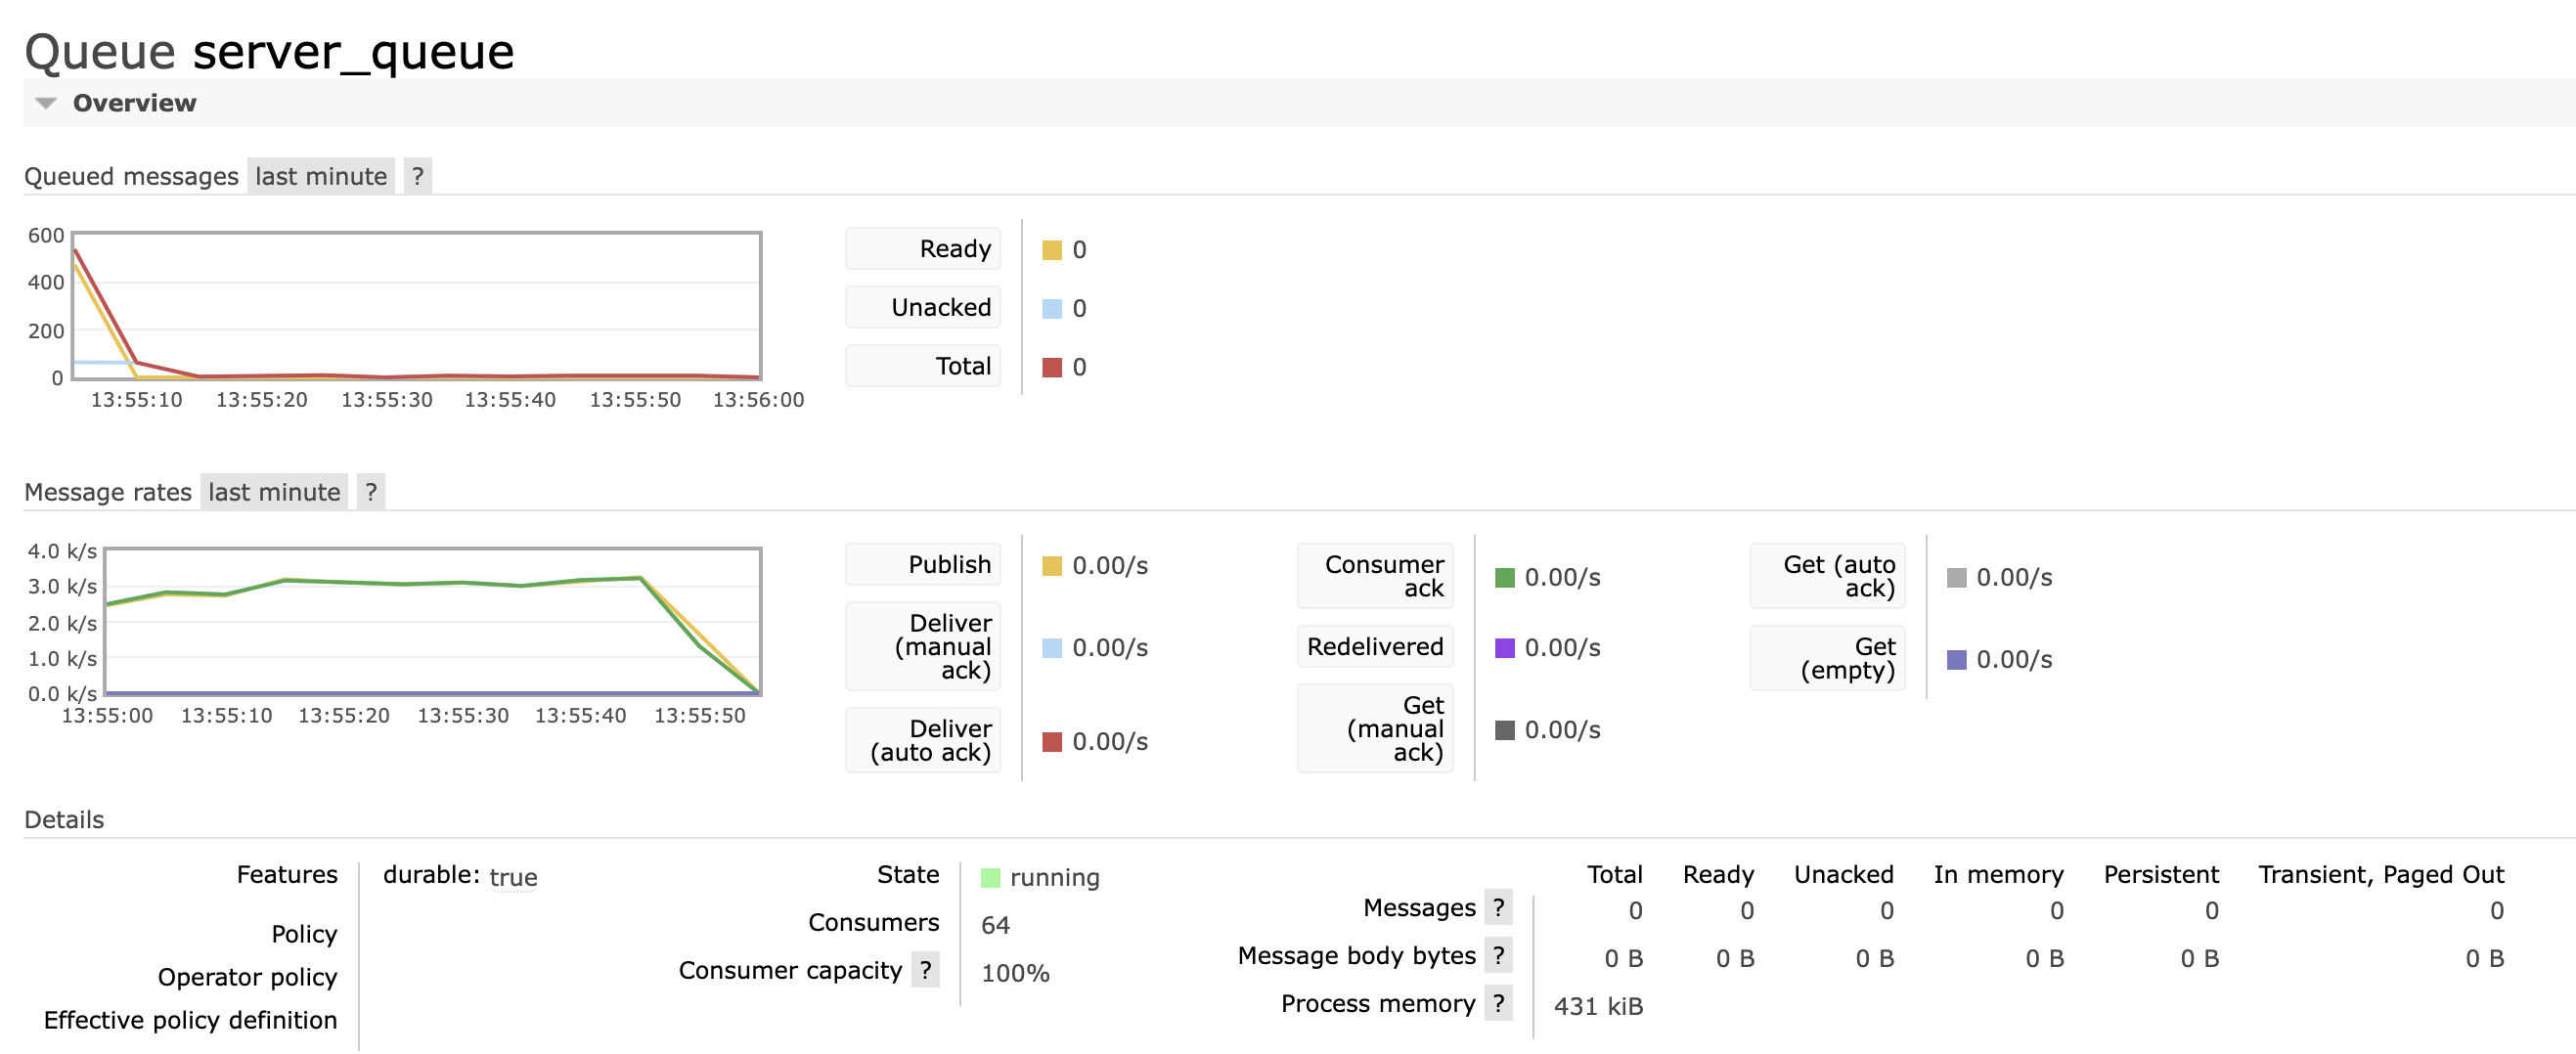 Queue server_queue
Overview
Queued messages last minute ?
600
400
200
0
13:55:10 13:55:20 13:55:30 13:55:40 13:55:50 13:56:00
Ready 0
Unacked 0
Total 0
Message rates last minute ?
4.0 k/s
3.0 k/s
2.0 k/s
1.0 k/s
0.0 k/s
13:55:00 13:55:10 13:55:20 13:55:30 13:55:40 13:55:50
Publish 0.00/s
Deliver
(manual
ack) 0.00/s
Deliver
(auto ack) 0.00/s
Consumer
ack 0.00/s
Redelivered 0.00/s
Get
(manual
ack) 0.00/s
Get (auto
ack) 0.00/s
Get
(empty) 0.00/s
Details
Features durable: true
Policy
Operator policy
Effective policy definition
State running
Consumers 64
Consumer capacity ? 100%
Total Ready Unacked In memory Persistent Transient, Paged Out
Messages ? 0 0 0 0 0 0
Message body bytes ? 0 B 0 B 0 B 0 B 0 B 0 B
Process memory ? 431 kiB